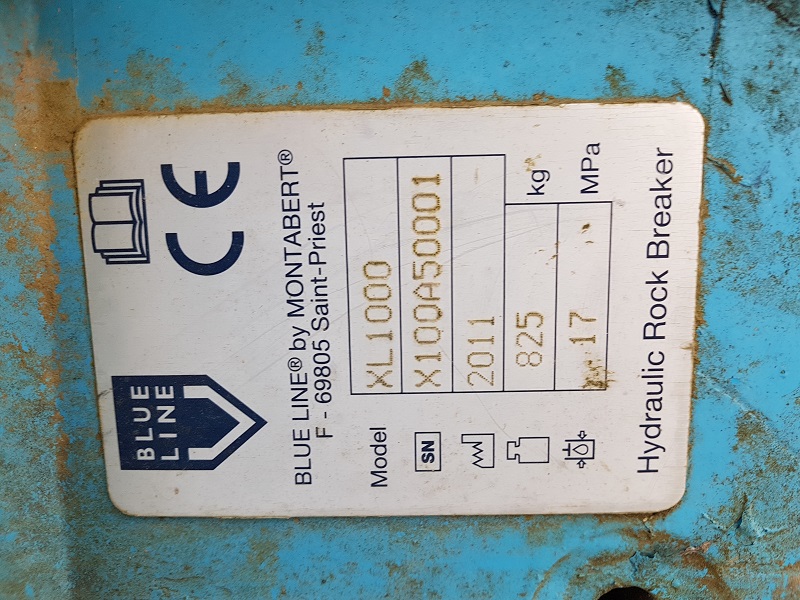 BLUE
LINE
CE
BLUE LINE® by MONTABERT®
F - 69805 Saint-Priest
Model XL1000
SN X100A50001
2011
825 kg
17 MPa
Hydraulic Rock Breaker